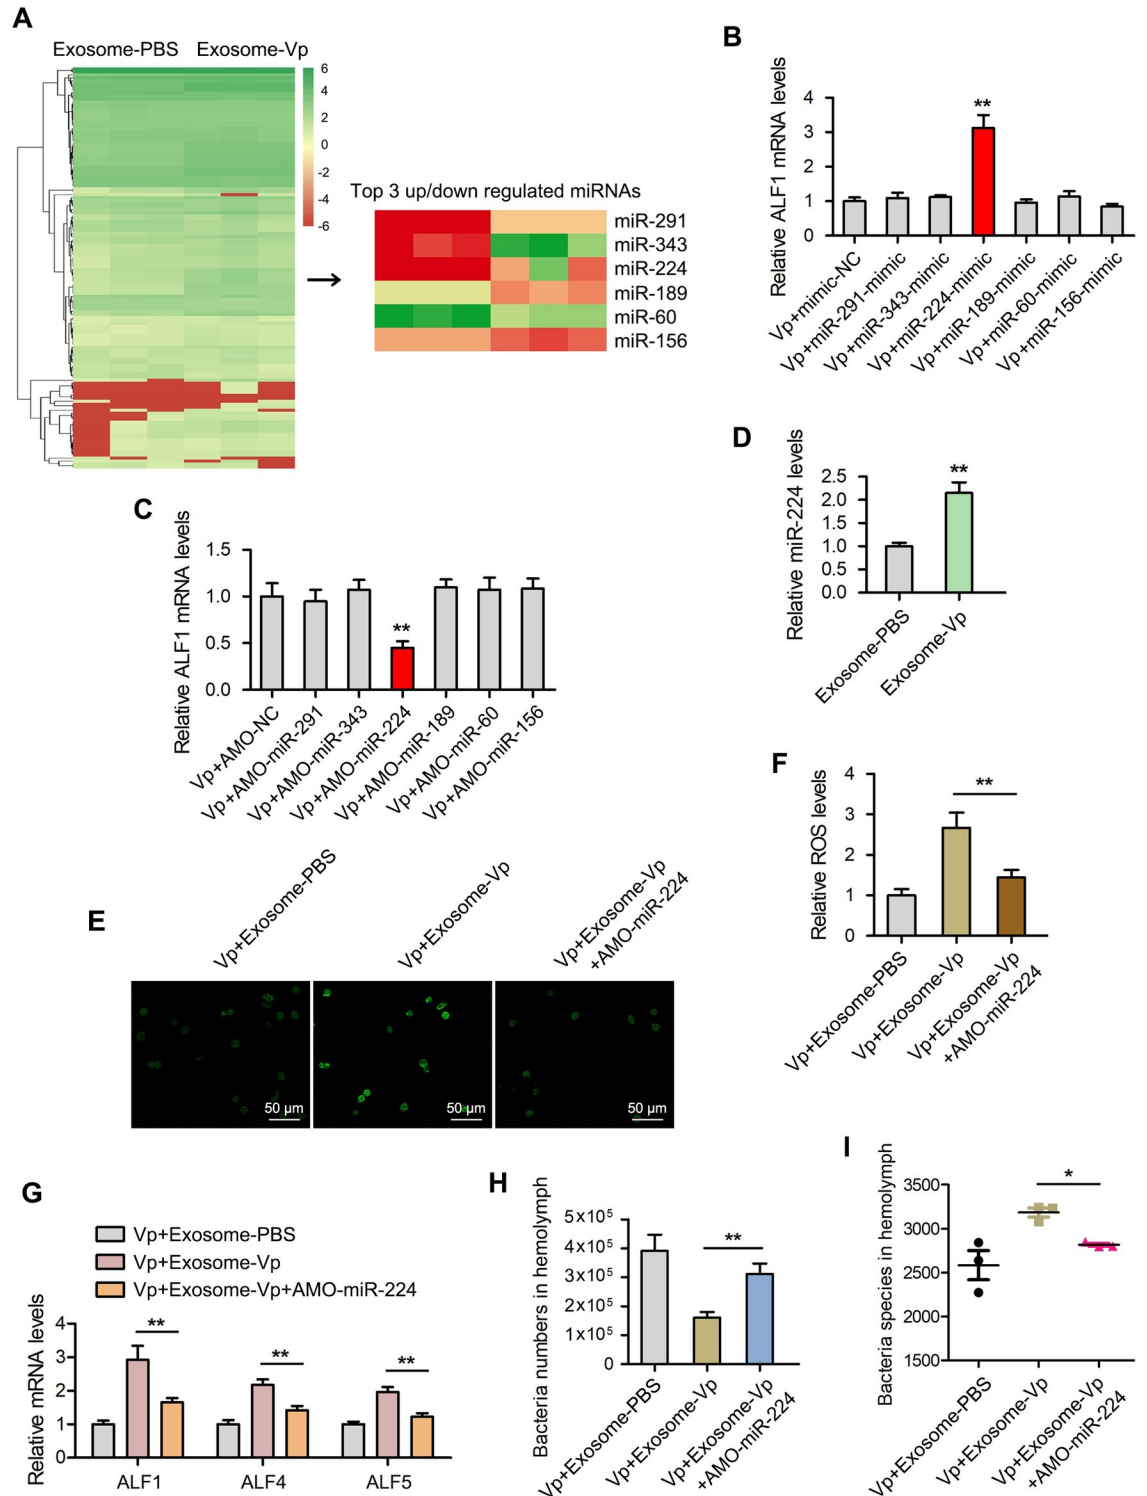 A
Exosome-PBS Exosome-Vp
6
4
2
0
-2
-4
-6
Top 3 up/down regulated miRNAs
miR-291
miR-343
miR-224
miR-189
miR-60
miR-156
B
Relative ALF1 mRNA levels
4
3
2
1
0
**
Vp+mimic-NC
Vp+miR-291-mimic
Vp+miR-343-mimic
Vp+miR-224-mimic
Vp+miR-189-mimic
Vp+miR-60-mimic
Vp+miR-156-mimic
C
Relative ALF1 mRNA levels
1.5
1.0
0.5
0.0
**
Vp+AMO-NC
Vp+AMO-miR-291
Vp+AMO-miR-343
Vp+AMO-miR-224
Vp+AMO-miR-189
Vp+AMO-miR-60
Vp+AMO-miR-156
D
Relative miR-224 levels
2.5
2.0
1.5
1.0
0.5
0.0
**
Exosome-PBS
Exosome-Vp
E
Vp+Exosome-PBS
Vp+Exosome-Vp
Vp+Exosome-Vp
+AMO-miR-224
50 µm
50 µm
50 µm
F
Relative ROS levels
4
3
2
1
0
**
Vp+Exosome-PBS
Vp+Exosome-Vp
Vp+Exosome-Vp
+AMO-miR-224
G
Vp+Exosome-PBS
Vp+Exosome-Vp
Vp+Exosome-Vp+AMO-miR-224
Relative mRNA levels
4
3
2
1
0
**
**
**
ALF1 ALF4 ALF5
H
Bacteria numbers in hemolymph
5×10⁵
4×10⁵
3×10⁵
2×10⁵
1×10⁵
0
**
Vp+Exosome-PBS
Vp+Exosome-Vp
Vp+Exosome-Vp
+AMO-miR-224
I
Bacteria species in hemolymph
3500
3000
2500
2000
1500
*
Vp+Exosome-PBS
Vp+Exosome-Vp
Vp+Exosome-Vp
+AMO-miR-224